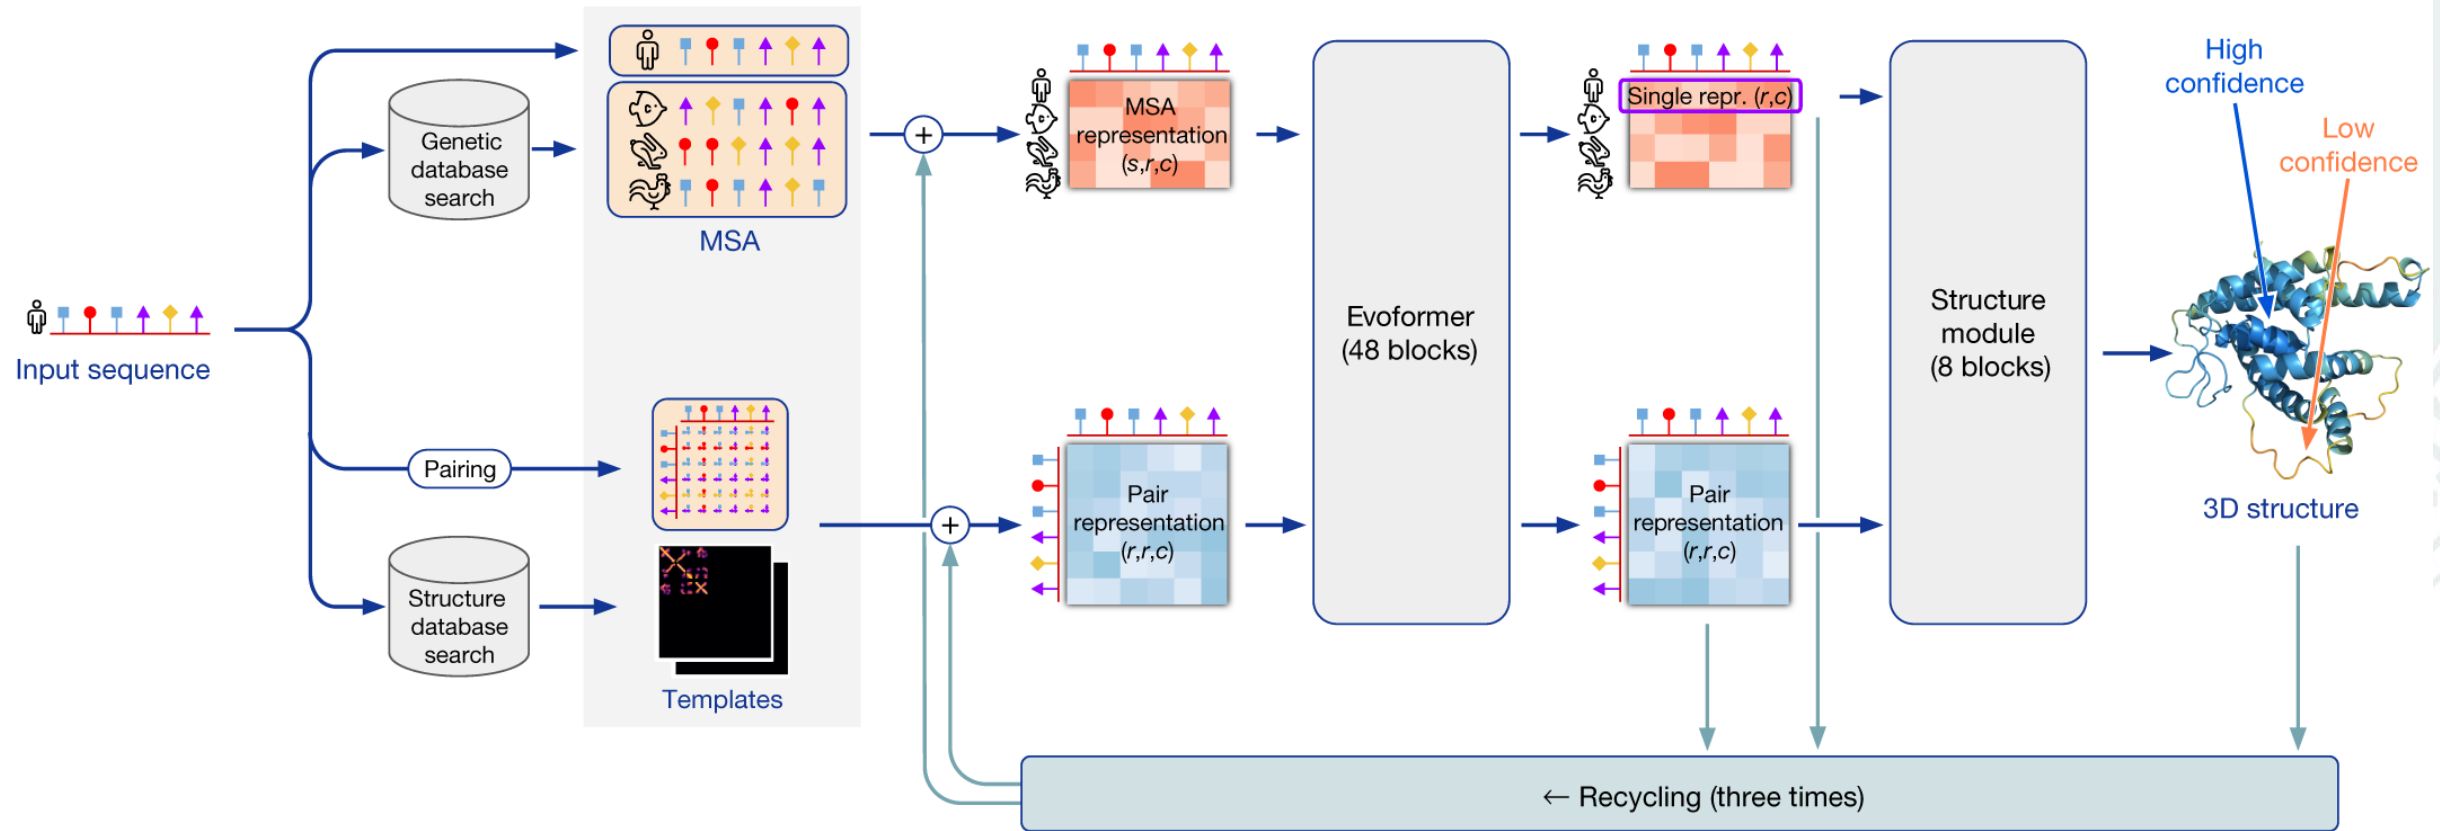 Input sequence
Genetic
database
search
MSA
Pairing
Structure
database
search
Templates
+
+
MSA
representation
(s,r,c)
Pair
representation
(r,r,c)
Evoformer
(48 blocks)
Single repr. (r,c)
Pair
representation
(r,r,c)
Structure
module
(8 blocks)
High
confidence
Low
confidence
3D structure
← Recycling (three times)